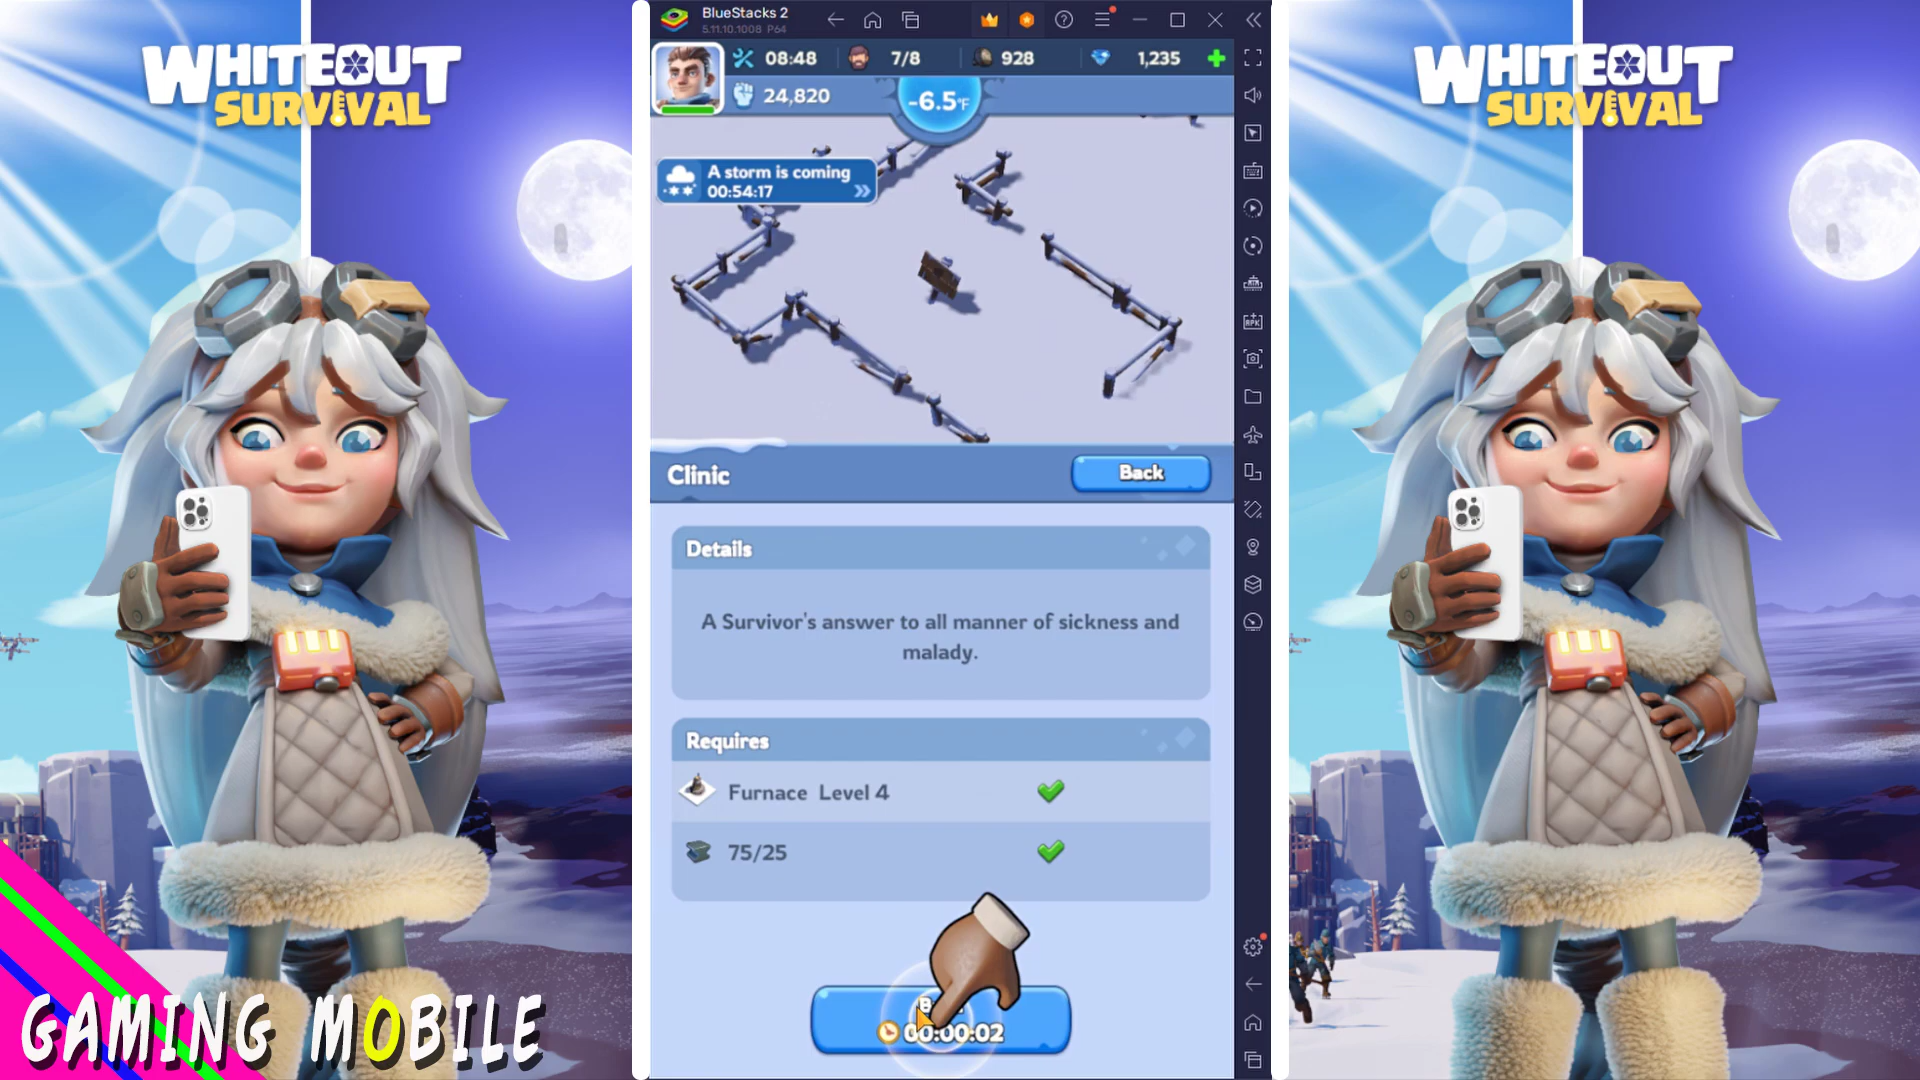 WHITEOUT
SURVIVAL
BlueStacks 2
5.11.10.1008 P64
08:48
7/8
928
1,235
24,820
-6.5°F
A storm is coming
00:54:17
Clinic
Back
Details
A Survivor's answer to all manner of sickness and
malady.
Requires
Furnace Level 4
75/25
00:00:02
WHITEOUT
SURVIVAL
GAMING MOBILE